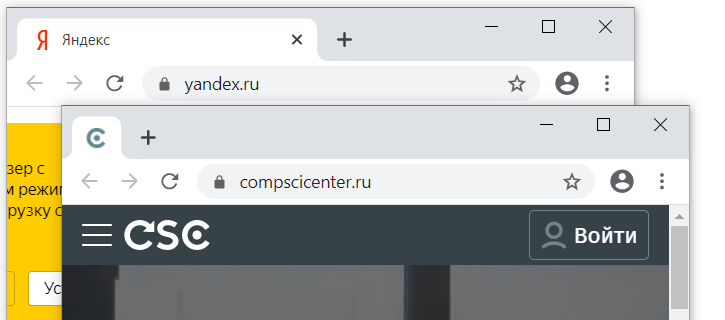 Яндекс
yandex.ru
зер с
м режим
рузку с
Ус
compscicenter.ru
CSC
Войти